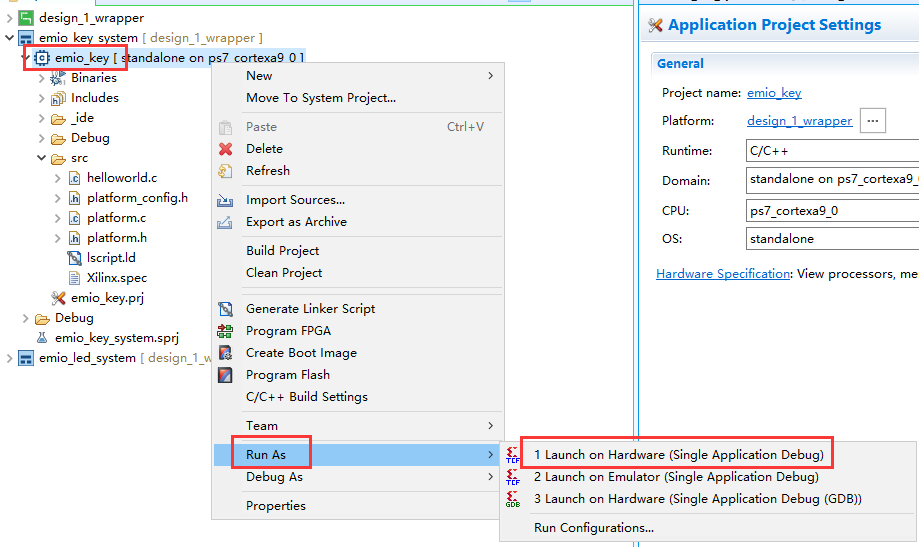 design_1_wrapper
emio_key_system [ design_1_wrapper ]
emio_key [ standalone on ps7_cortexa9_0 ]
Binaries
Includes
_ide
Debug
src
helloworld.c
platform_config.h
platform.c
platform.h
lscript.ld
Xilinx.spec
emio_key.prj
Debug
emio_key_system.sprj
emio_led_system [ design_1_w
New
Move To System Project...
Paste Ctrl+V
Delete
Refresh
Import Sources...
Export as Archive
Build Project
Clean Project
Generate Linker Script
Program FPGA
Create Boot Image
Program Flash
C/C++ Build Settings
Team
Run As
Debug As
Properties
TCF 1 Launch on Hardware (Single Application Debug)
TCF 2 Launch on Emulator (Single Application Debug)
GDB 3 Launch on Hardware (Single Application Debug (GDB))
Run Configurations...
Application Project Settings
General
Project name: emio_key
Platform: design_1_wrapper ...
Runtime: C/C++
Domain: standalone on ps7_cortexa9_
CPU: ps7_cortexa9_0
OS: standalone
Hardware Specification: View processors, me